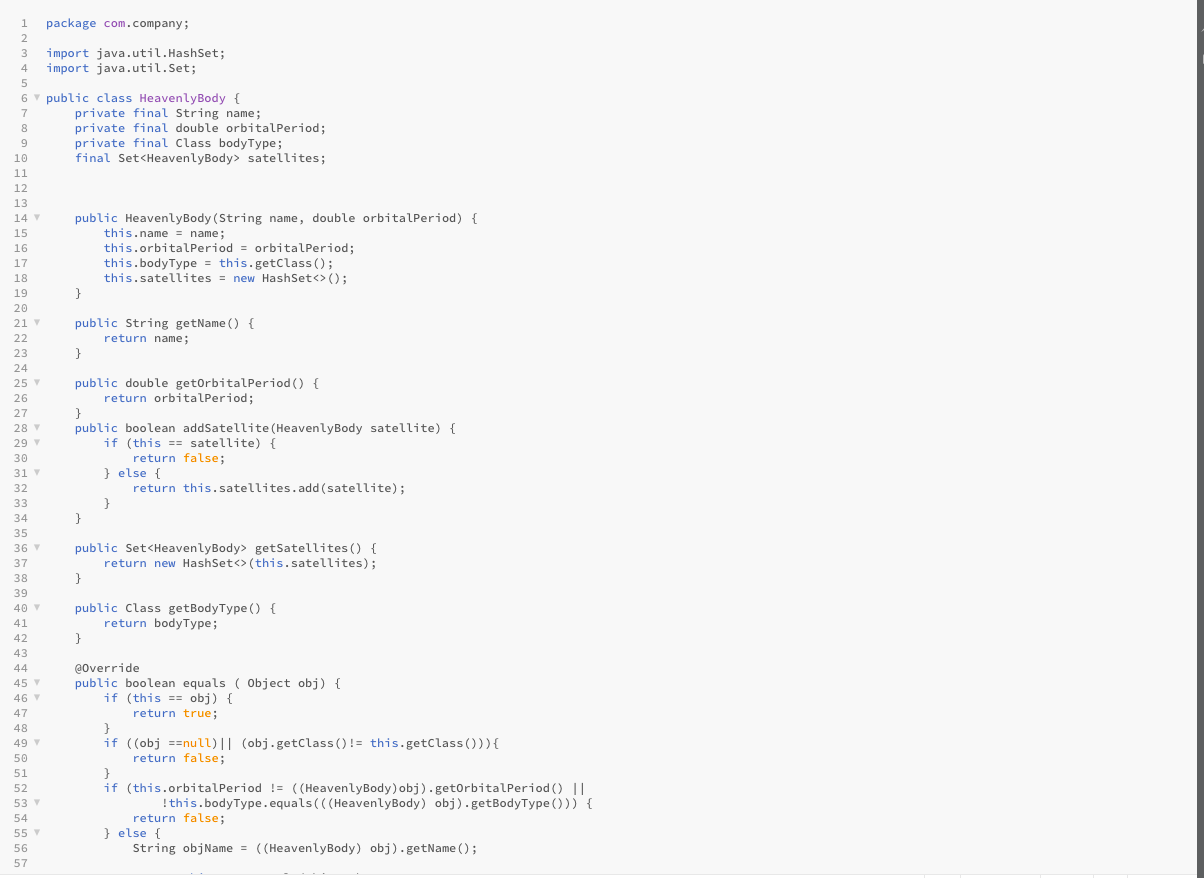 1 package com.company;
2
3 import java.util.HashSet;
4 import java.util.Set;
5
6 public class HeavenlyBody {
7     private final String name;
8     private final double orbitalPeriod;
9     private final Class bodyType;
10     final Set<HeavenlyBody> satellites;
11
12
13
14     public HeavenlyBody(String name, double orbitalPeriod) {
15         this.name = name;
16         this.orbitalPeriod = orbitalPeriod;
17         this.bodyType = this.getClass();
18         this.satellites = new HashSet<>();
19     }
20
21     public String getName() {
22         return name;
23     }
24
25     public double getOrbitalPeriod() {
26         return orbitalPeriod;
27     }
28     public boolean addSatellite(HeavenlyBody satellite) {
29         if (this == satellite) {
30             return false;
31         } else {
32             return this.satellites.add(satellite);
33         }
34     }
35
36     public Set<HeavenlyBody> getSatellites() {
37         return new HashSet<>(this.satellites);
38     }
39
40     public Class getBodyType() {
41         return bodyType;
42     }
43
44     @Override
45     public boolean equals ( Object obj) {
46         if (this == obj) {
47             return true;
48         }
49         if ((obj ==null)|| (obj.getClass()!= this.getClass())){
50             return false;
51         }
52         if (this.orbitalPeriod != ((HeavenlyBody)obj).getOrbitalPeriod() ||
53                 !this.bodyType.equals(((HeavenlyBody) obj).getBodyType())) {
54             return false;
55         } else {
56             String objName = ((HeavenlyBody) obj).getName();
57